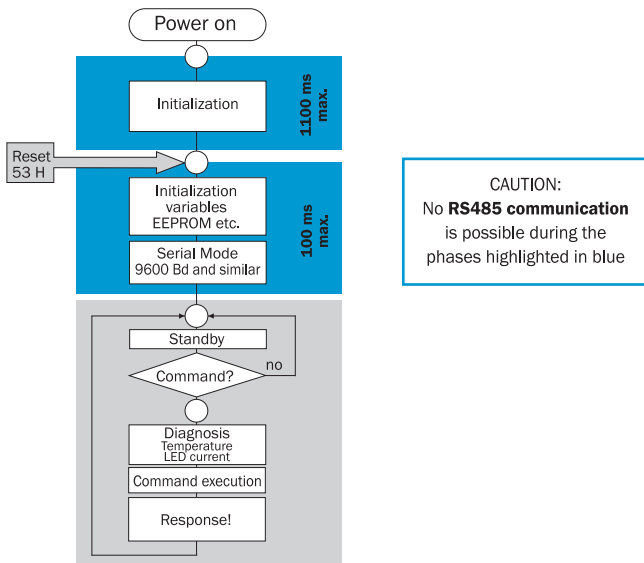 Power on
Initialization
1100 ms
max.
Reset
53 H
Initialization
variables
EEPROM etc.
Serial Mode
9600 Bd and similar
100 ms
max.
CAUTION:
No RS485 communication
is possible during the
phases highlighted in blue
Standby
Command?
no
Diagnosis
Temperature
LED current
Command execution
Response!